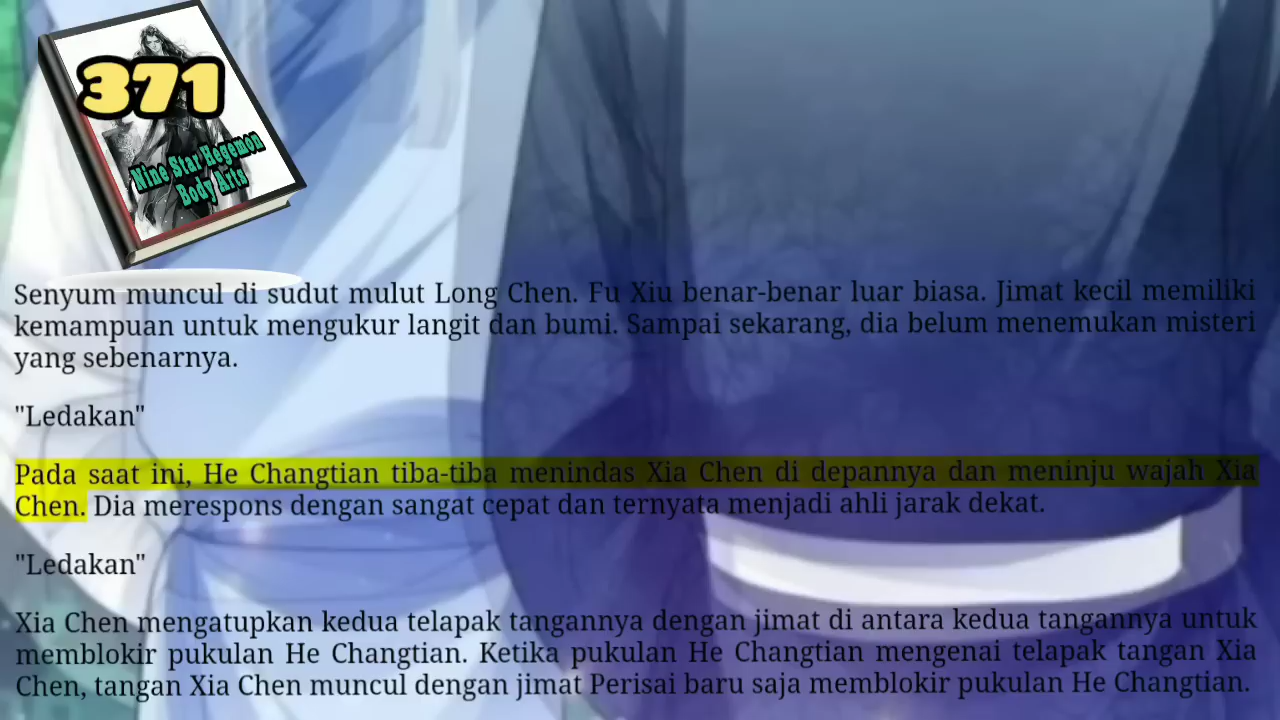 371
Nine Star Hegemon
Body Arts
Senyum muncul di sudut mulut Long Chen. Fu Xiu benar-benar luar biasa. Jimat kecil memiliki
kemampuan untuk mengukur langit dan bumi. Sampai sekarang, dia belum menemukan misteri
yang sebenarnya.
"Ledakan"
Pada saat ini, He Changtian tiba-tiba menindas Xia Chen di depannya dan meninju wajah Xia
Chen. Dia merespons dengan sangat cepat dan ternyata menjadi ahli jarak dekat.
"Ledakan"
Xia Chen mengatupkan kedua telapak tangannya dengan jimat di antara kedua tangannya untuk
memblokir pukulan He Changtian. Ketika pukulan He Changtian mengenai telapak tangan Xia
Chen, tangan Xia Chen muncul dengan jimat Perisai baru saja memblokir pukulan He Changtian.